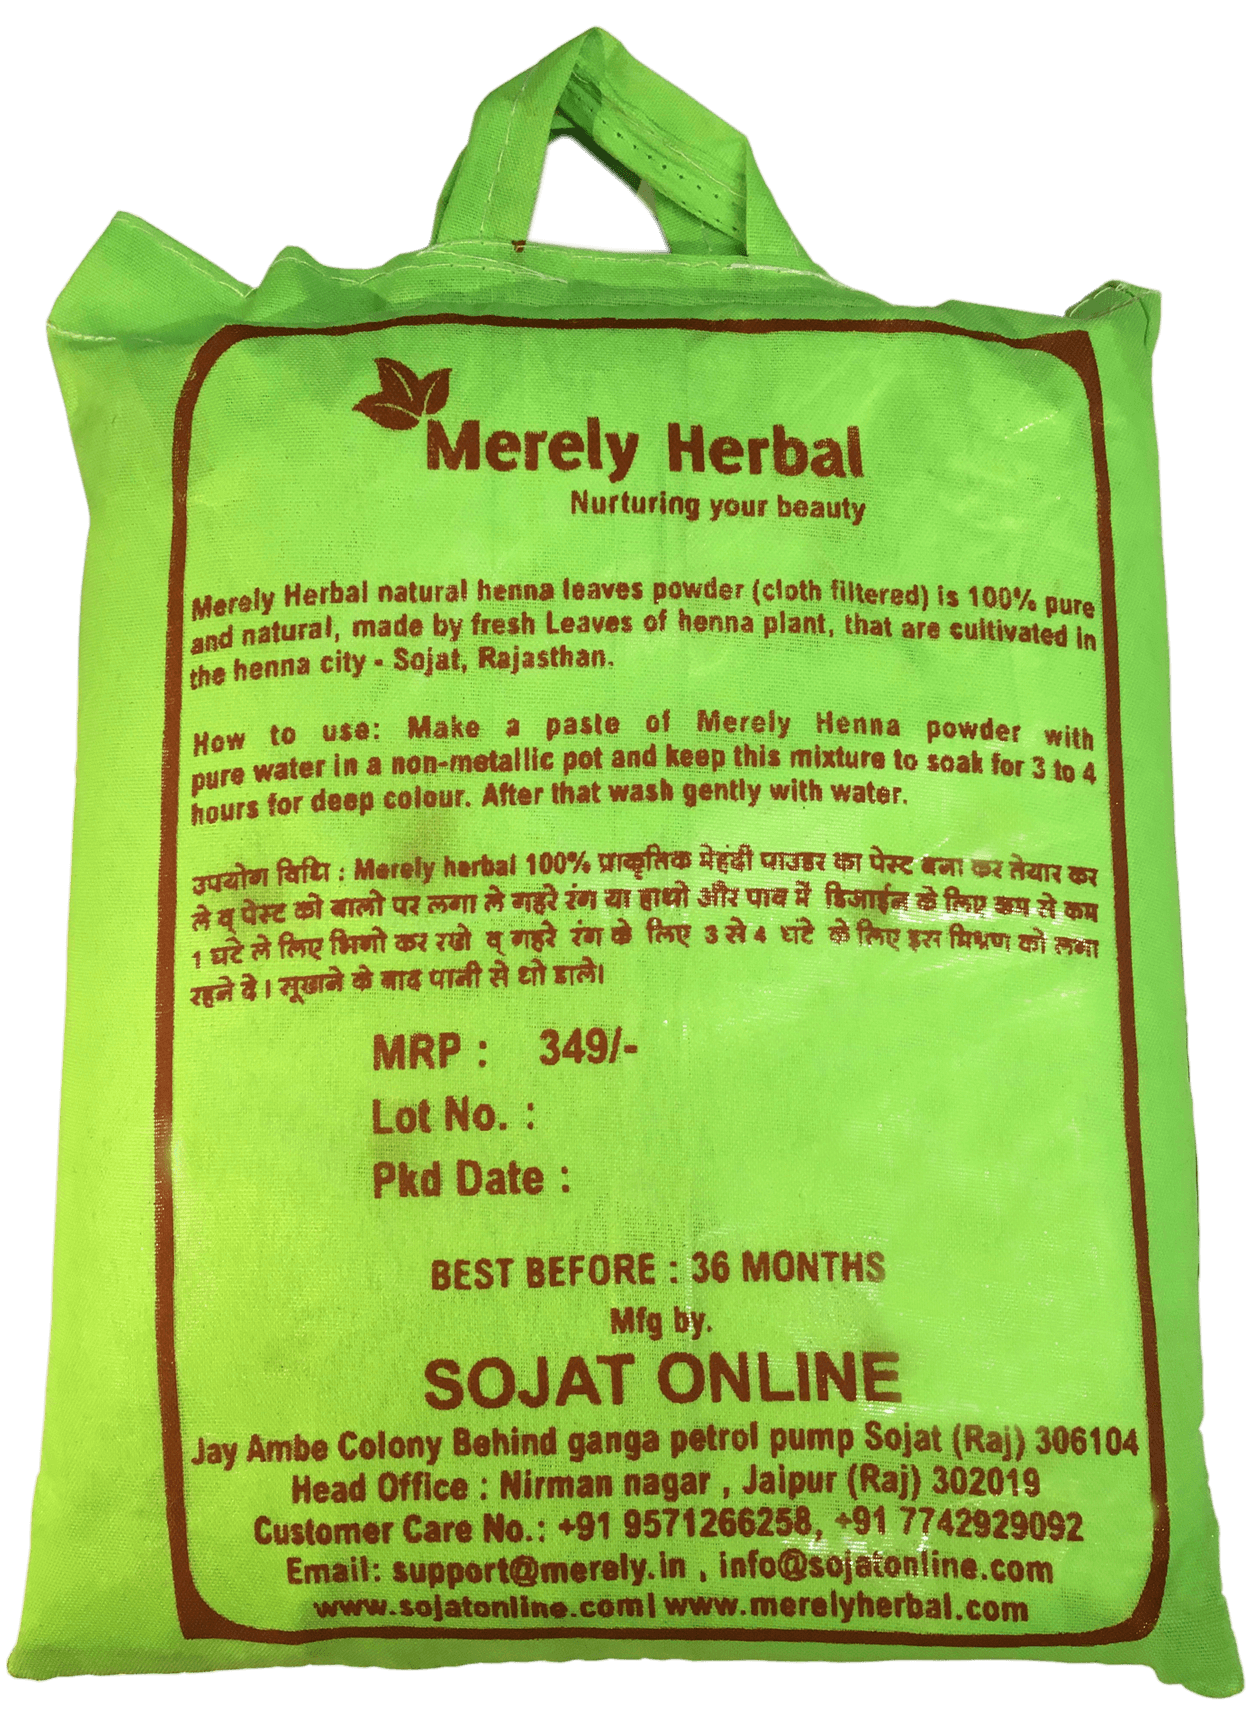 Merely Herbal
Nurturing your beauty
Merely Herbal natural henna leaves powder (cloth filtered) is 100% pure
and natural, made by fresh Leaves of henna plant, that are cultivated in
the henna city - Sojat, Rajasthan.
How to use: Make a paste of Merely Henna powder with
pure water in a non-metallic pot and keep this mixture to soak for 3 to 4
hours for deep colour. After that wash gently with water.
उपयोग विधि : Merely herbal 100% प्राकृतिक मेहंदी पाउडर का पेस्ट बना कर तेयार कर
ले व् पेस्ट को बालो पर लगा ले गहरे रंग या हाथो और पाव में डिजाईन के लिए कम से कम
1 घंटे ले लिए भिगो कर रखो व् गहरे रंग के लिए 3 से 4 घंटे के लिए इस मिश्रण को लगा
रहने दे । सूखाने के बाद पानी से धो डाले।
MRP : 349/-
Lot No. :
Pkd Date :
BEST BEFORE : 36 MONTHS
Mfg by.
SOJAT ONLINE
Jay Ambe Colony Behind ganga petrol pump Sojat (Raj) 306104
Head Office : Nirman nagar , Jaipur (Raj) 302019
Customer Care No.: +91 9571266258, +91 7742929092
Email: support@merely.in , info@sojatonline.com
www.sojatonline.com| www.merelyherbal.com